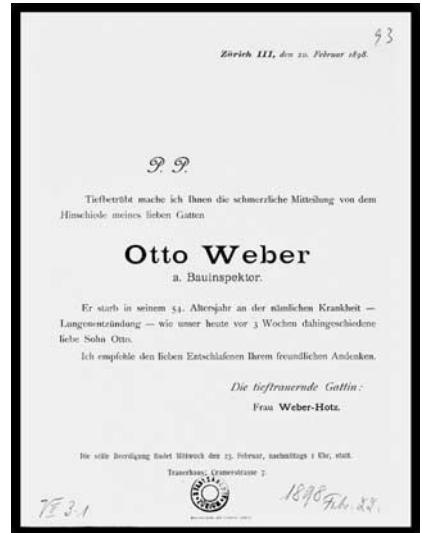 93
Zürich III, den 20. Februar 1898.
P. P.
Tiefbetrübt mache ich Ihnen die schmerzliche Mitteilung von dem
Hinschiede meines lieben Gatten
Otto Weber
a. Bauinspektor.
Er starb in seinem 54. Altersjahr an der nämlichen Krankheit —
Lungenentzündung — wie unser heute vor 3 Wochen dahingeschiedene
liebe Sohn Otto.
Ich empfehle den lieben Entschlafenen Ihrem freundlichen Andenken.
Die tieftrauernde Gattin:
Frau Weber-Hotz.
Die stille Beerdigung findet Mittwoch den 23. Februar, nachmittags 1 Uhr, statt.
Trauerhaus: Cramerstrasse 7.
1898 Febr. 22.